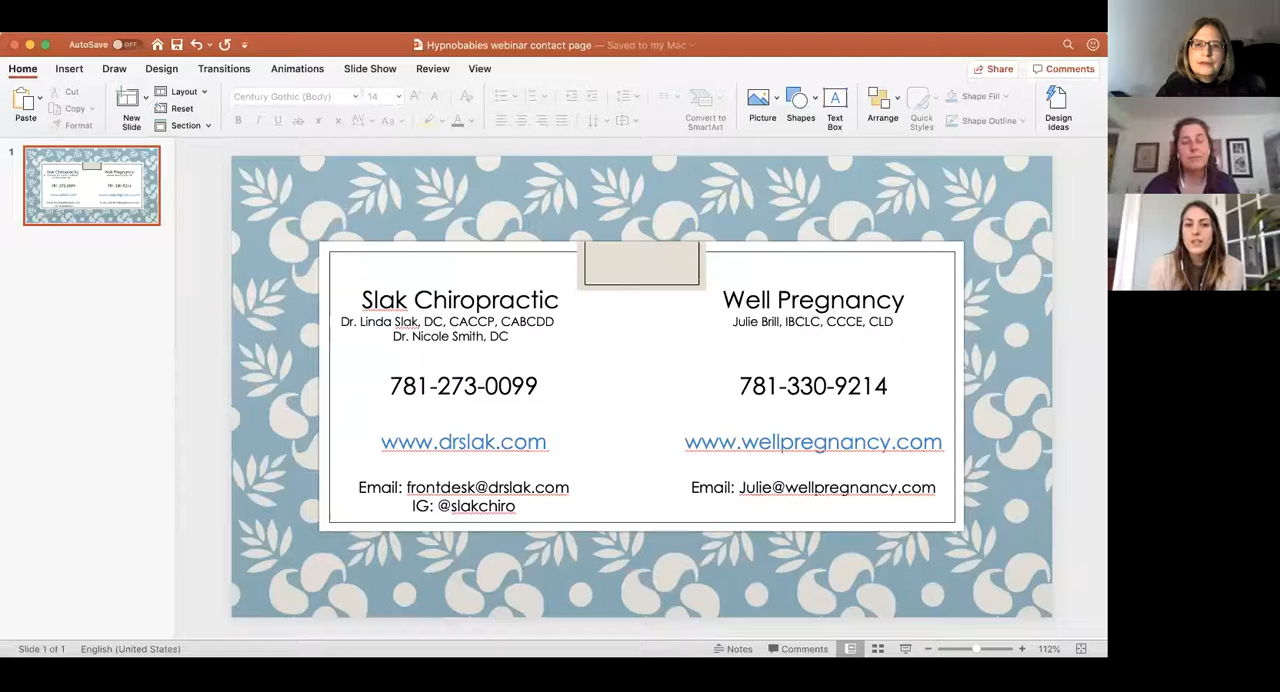 AutoSave OFF
Hypnobabies webinar contact page — Saved to my Mac
Home Insert Draw Design Transitions Animations Slide Show Review View
Share Comments
Paste
Cut
Copy
Format
New Slide
Layout
Reset
Section
Century Gothic (Body) 14
Convert to SmartArt
Picture
Shapes
Text Box
Arrange
Quick Styles
Shape Fill
Shape Outline
Design Ideas
1
Slak Chiropractic
Dr. Linda Slak, DC, CACCP, CABCDD
Dr. Nicole Smith, DC
781-273-0099
www.drslak.com
Email: frontdesk@drslak.com
IG: @slakchiro
Well Pregnancy
Julie Brill, IBCLC, CCCE, CLD
781-330-9214
www.wellpregnancy.com
Email: Julie@wellpregnancy.com
Slide 1 of 1 English (United States)
Notes Comments 112%